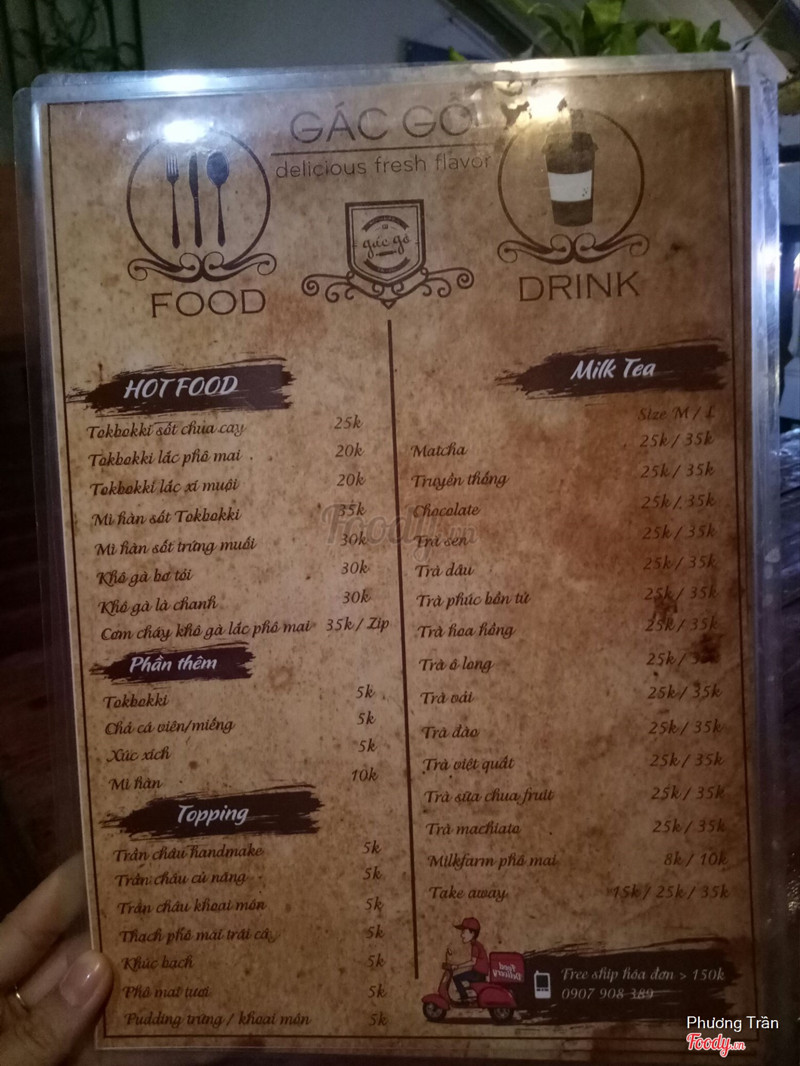 GÁC GỖ
delicious fresh flavor
gác gỗ
FOOD
DRINK
HOT FOOD
Tokbokki sốt chua cay 25k
Tokbokki lắc phô mai 20k
Tokbokki lắc xí muội 20k
Mì hàn sốt Tokbokki 35k
Mì hàn sốt trứng muối 30k
Khô gà bơ tỏi 30k
Khô gà lá chanh 30k
Cơm cháy khô gà lắc phô mai 35k / Zip
Phần thêm
Tokbokki 5k
Chả cá viên/miếng 5k
Xúc xích 5k
Mì hàn 10k
Topping
Trân châu handmake 5k
Trân châu củ năng 5k
Trân châu khoai môn 5k
Thạch phô mai trái cây 5k
Khúc bạch 5k
Phô mai tươi 5k
Pudding trứng / khoai môn 5k
Milk Tea
Size M / L
Matcha 25k / 35k
Truyền thống 25k / 35k
Chocolate 25k / 35k
Trà sen 25k / 35k
Trà dâu 25k / 35k
Trà phúc bồn tử 25k / 35k
Trà hoa hồng 25k / 35k
Trà ô long 25k / 35k
Trà vải 25k / 35k
Trà đào 25k / 35k
Trà việt quất 25k / 35k
Trà sữa chua fruit 25k / 35k
Trà machiato 25k / 35k
Milkfarm phô mai 8k / 10k
Take away 15k / 25k / 35k
Food Delivery
Free ship hóa đơn > 150k
0907 908 389
Foody.vn
Phương Trần
Foody.vn